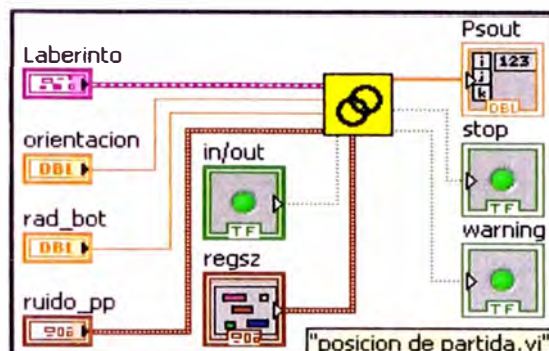 Laberinto
orientacion
DBL
rad_bot
DBL
ruido_pp
in/out
TF
regsz
Psout
i
j
k
123
DBL
stop
TF
warning
TF
"posicion de partida.vi"